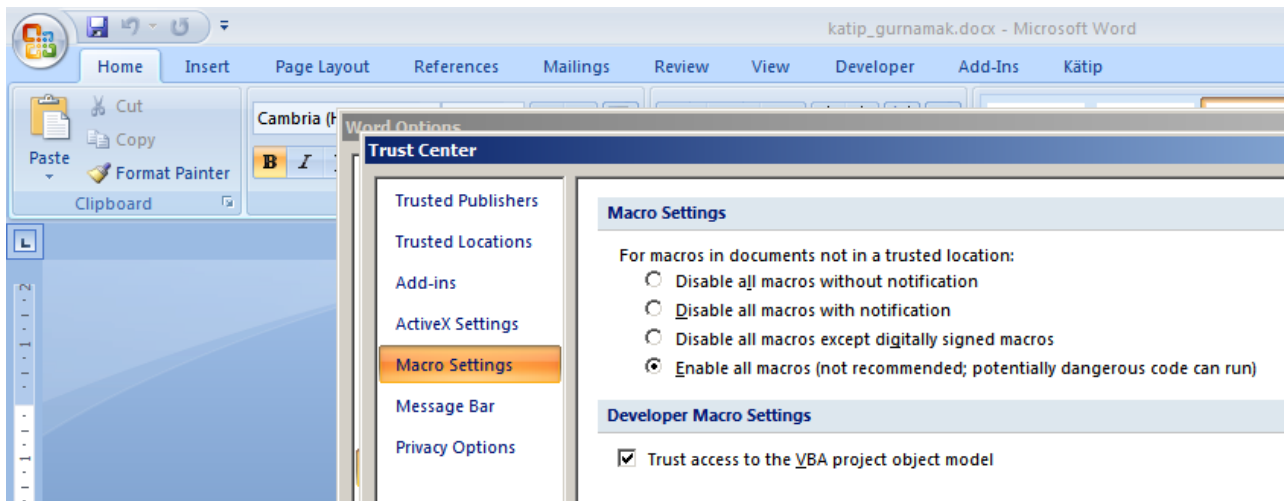 katip_gurnamak.docx - Microsoft Word
Home Insert Page Layout References Mailings Review View Developer Add-Ins Kätip
Cut
Copy
Paste
Format Painter
Clipboard
Cambria (H
B I
Word Options
Trust Center
Trusted Publishers
Trusted Locations
Add-ins
ActiveX Settings
Macro Settings
Message Bar
Privacy Options
Macro Settings
For macros in documents not in a trusted location:
Disable all macros without notification
Disable all macros with notification
Disable all macros except digitally signed macros
Enable all macros (not recommended; potentially dangerous code can run)
Developer Macro Settings
Trust access to the VBA project object model
L
2
1
1